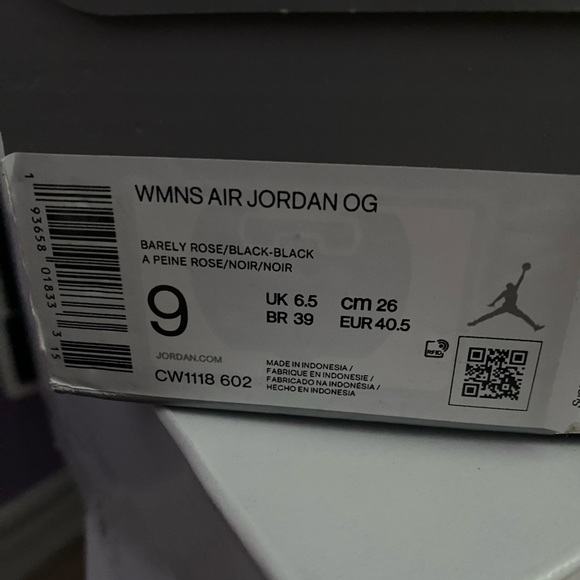 WMNS AIR JORDAN OG
BARELY ROSE/BLACK-BLACK
A PEINE ROSE/NOIR/NOIR
9
UK 6.5 cm 26
BR 39 EUR 40.5
JORDAN.COM
CW1118 602
MADE IN INDONESIA/
FABRIQUE EN INDONESIE/
FABRICADO NA INDONÉSIA/
HECHO EN INDONESIA
RFID
1 93658 01833 3 15